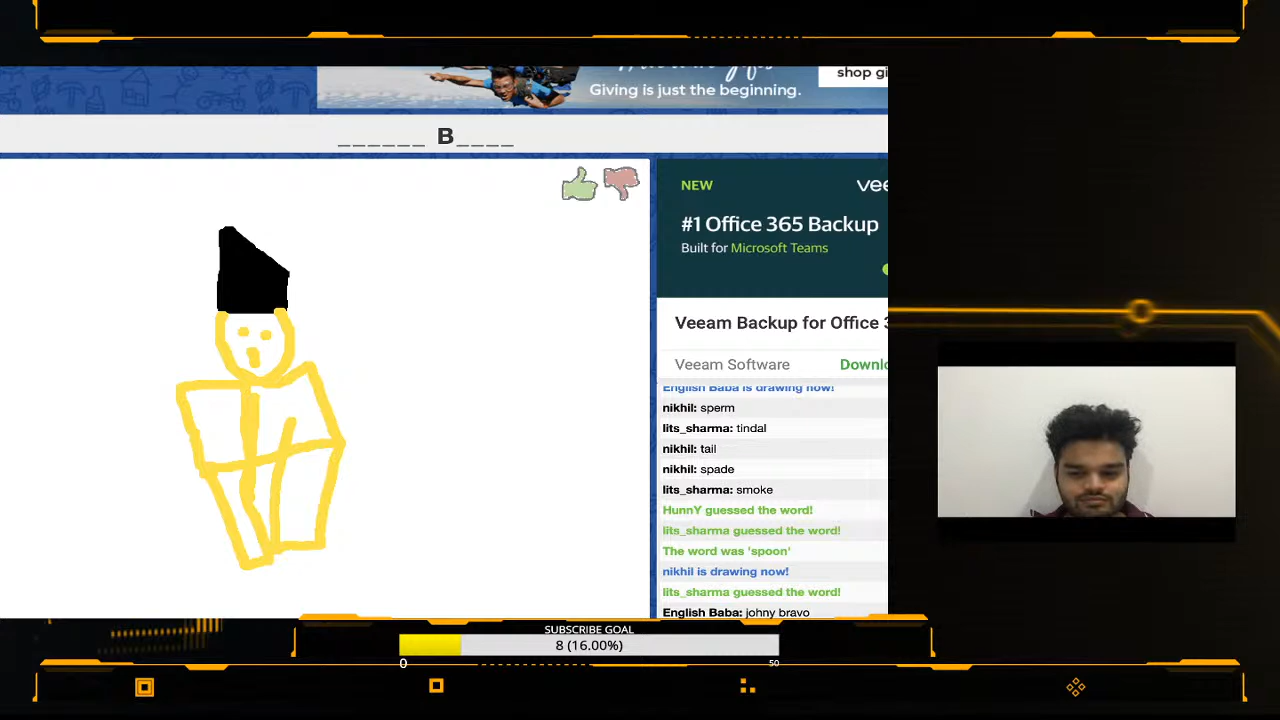 Giving is just the beginning.
shop gi
______ B____
NEW
vee
#1 Office 365 Backup
Built for Microsoft Teams
Veeam Backup for Office 3
Veeam Software
Downlo
English Baba is drawing now!
nikhil: sperm
lits_sharma: tindal
nikhil: tail
nikhil: spade
lits_sharma: smoke
HunnY guessed the word!
lits_sharma guessed the word!
The word was 'spoon'
nikhil is drawing now!
lits_sharma guessed the word!
English Baba: johny bravo
SUBSCRIBE GOAL
8 (16.00%)
0
50